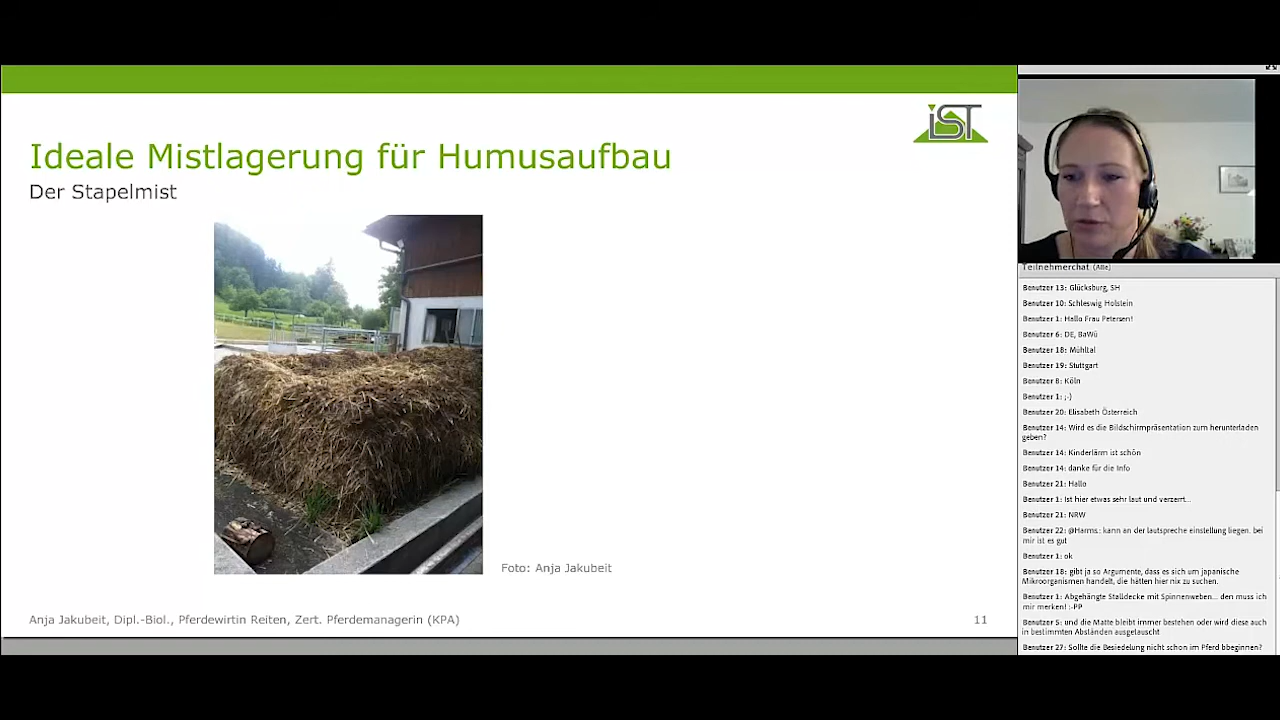 iST
Ideale Mistlagerung für Humusaufbau
Der Stapelmist
Foto: Anja Jakubeit
Anja Jakubeit, Dipl.-Biol., Pferdewirtin Reiten, Zert. Pferdemanagerin (KPA)
11
Teilnehmerchat (Alle)
Benutzer 13: Glücksburg, SH
Benutzer 10: Schleswig Holstein
Benutzer 1: Hallo Frau Petersen!
Benutzer 6: DE, BaWü
Benutzer 18: Mühltal
Benutzer 19: Stuttgart
Benutzer 8: Köln
Benutzer 1: ;-)
Benutzer 20: Elisabeth Österreich
Benutzer 14: Wird es die Bildschirmpräsentation zum herunterladen
geben?
Benutzer 14: Kinderlärm ist schön
Benutzer 14: danke für die Info
Benutzer 21: Hallo
Benutzer 1: Ist hier etwas sehr laut und verzerrt...
Benutzer 21: NRW
Benutzer 22: @Harms.: kann an der lautspreche einstellung liegen. bei
mir ist es gut
Benutzer 1: ok
Benutzer 18: gibt ja so Argumente, dass es sich um japanische
Mikroorganismen handelt, die hätten hier nix zu suchen.
Benutzer 1: Abgehängte Stalldecke mit Spinnenweben... den muss ich
mir merken! :-PP
Benutzer 5: und die Matte bleibt immer bestehen oder wird diese auch
in bestimmten Abständen ausgetauscht
Benutzer 27: Sollte die Besiedelung nicht schon im Pferd bbeginnen?